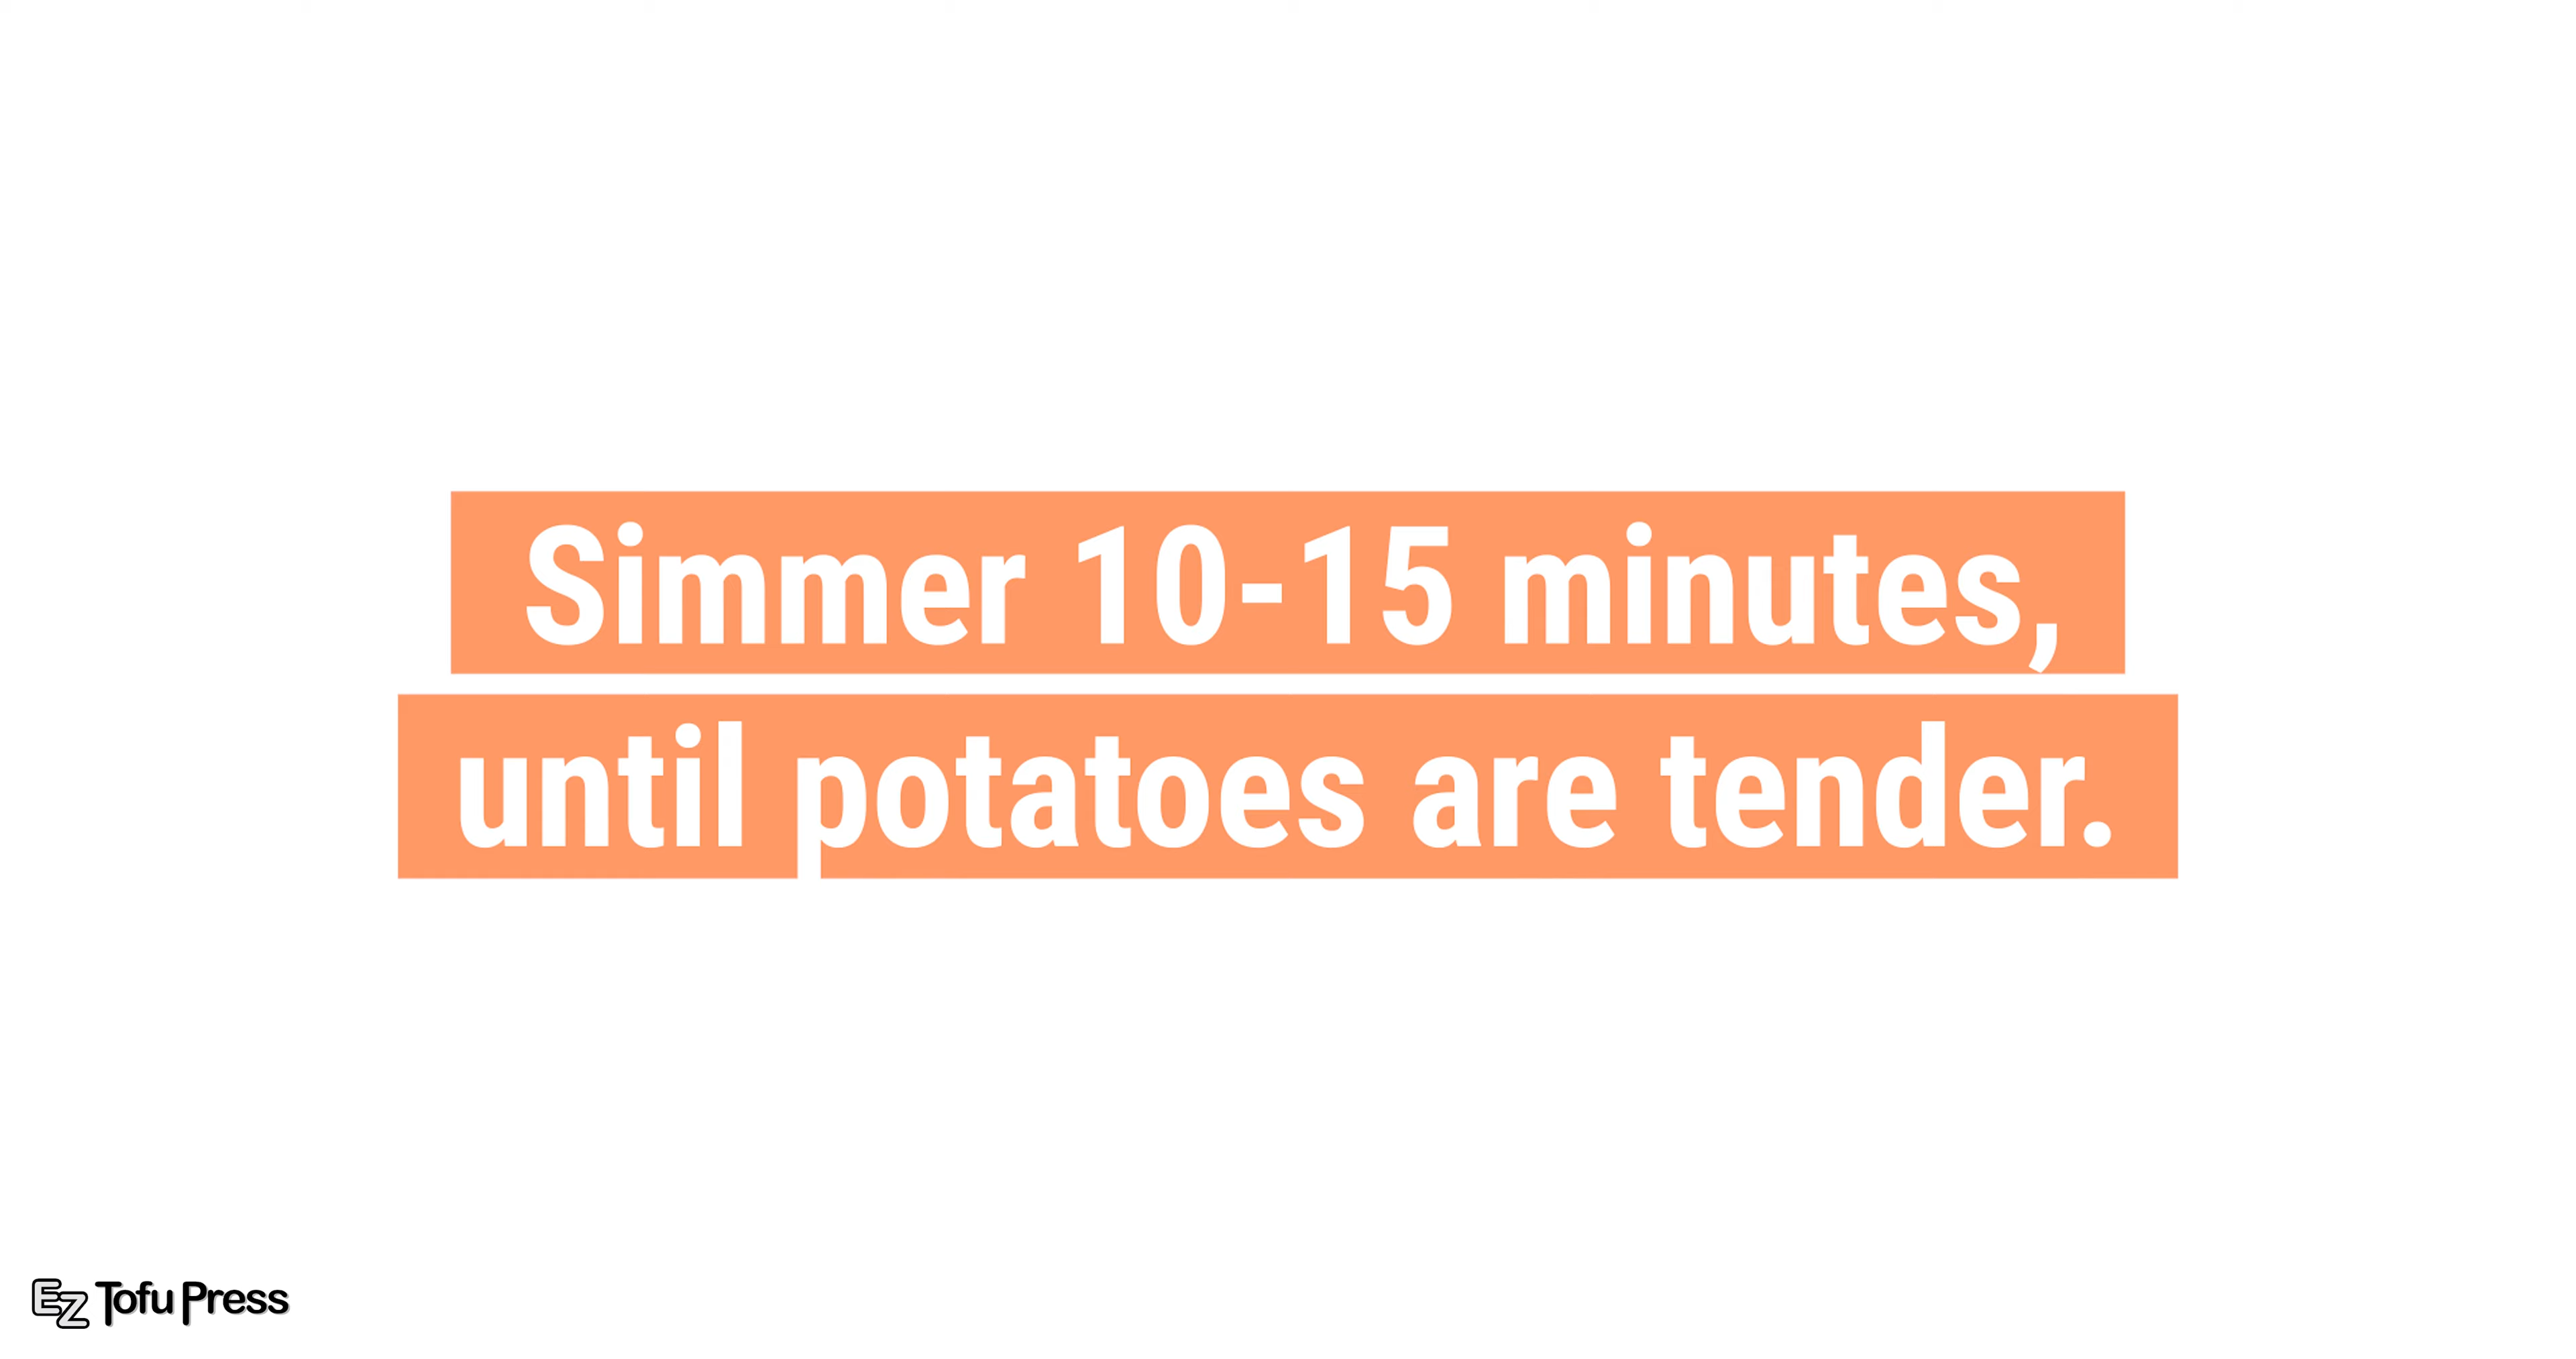 Simmer 10-15 minutes,
until potatoes are tender.
EZ Tofu Press